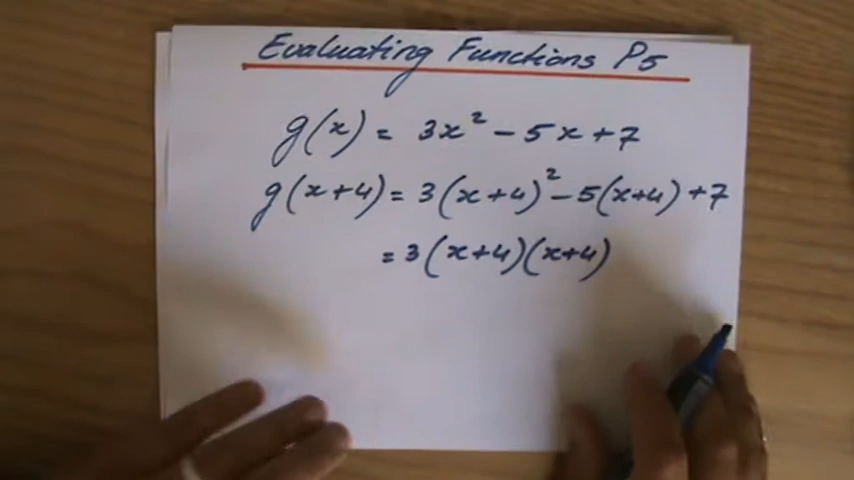 Evaluating Functions P5
g(x) = 3x² - 5x + 7
g(x+4) = 3(x+4)² - 5(x+4) + 7
= 3(x+4)(x+4)